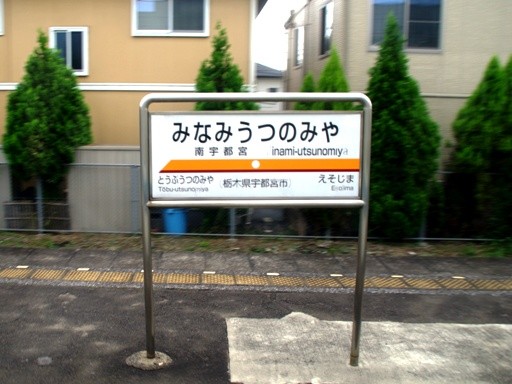 みなみうつのみや
南宇都宮 inami-utsunomiy
とうぶうつのみや (栃木県宇都宮市) えそじま
Tōbu-utsunomiya Esojima